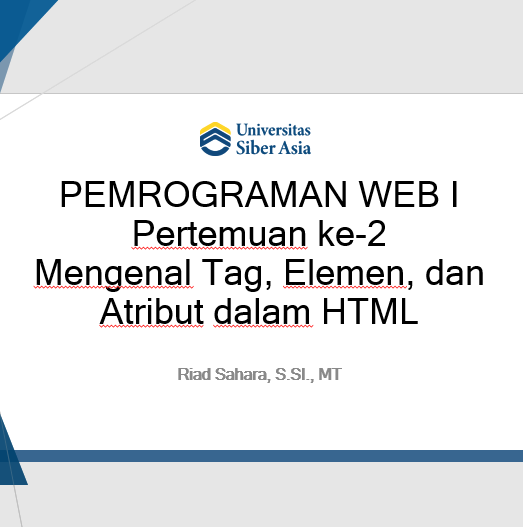 Universitas
Siber Asia
PEMROGRAMAN WEB I
Pertemuan ke-2
Mengenal Tag, Elemen, dan
Atribut dalam HTML
Riad Sahara, S.SI., MT